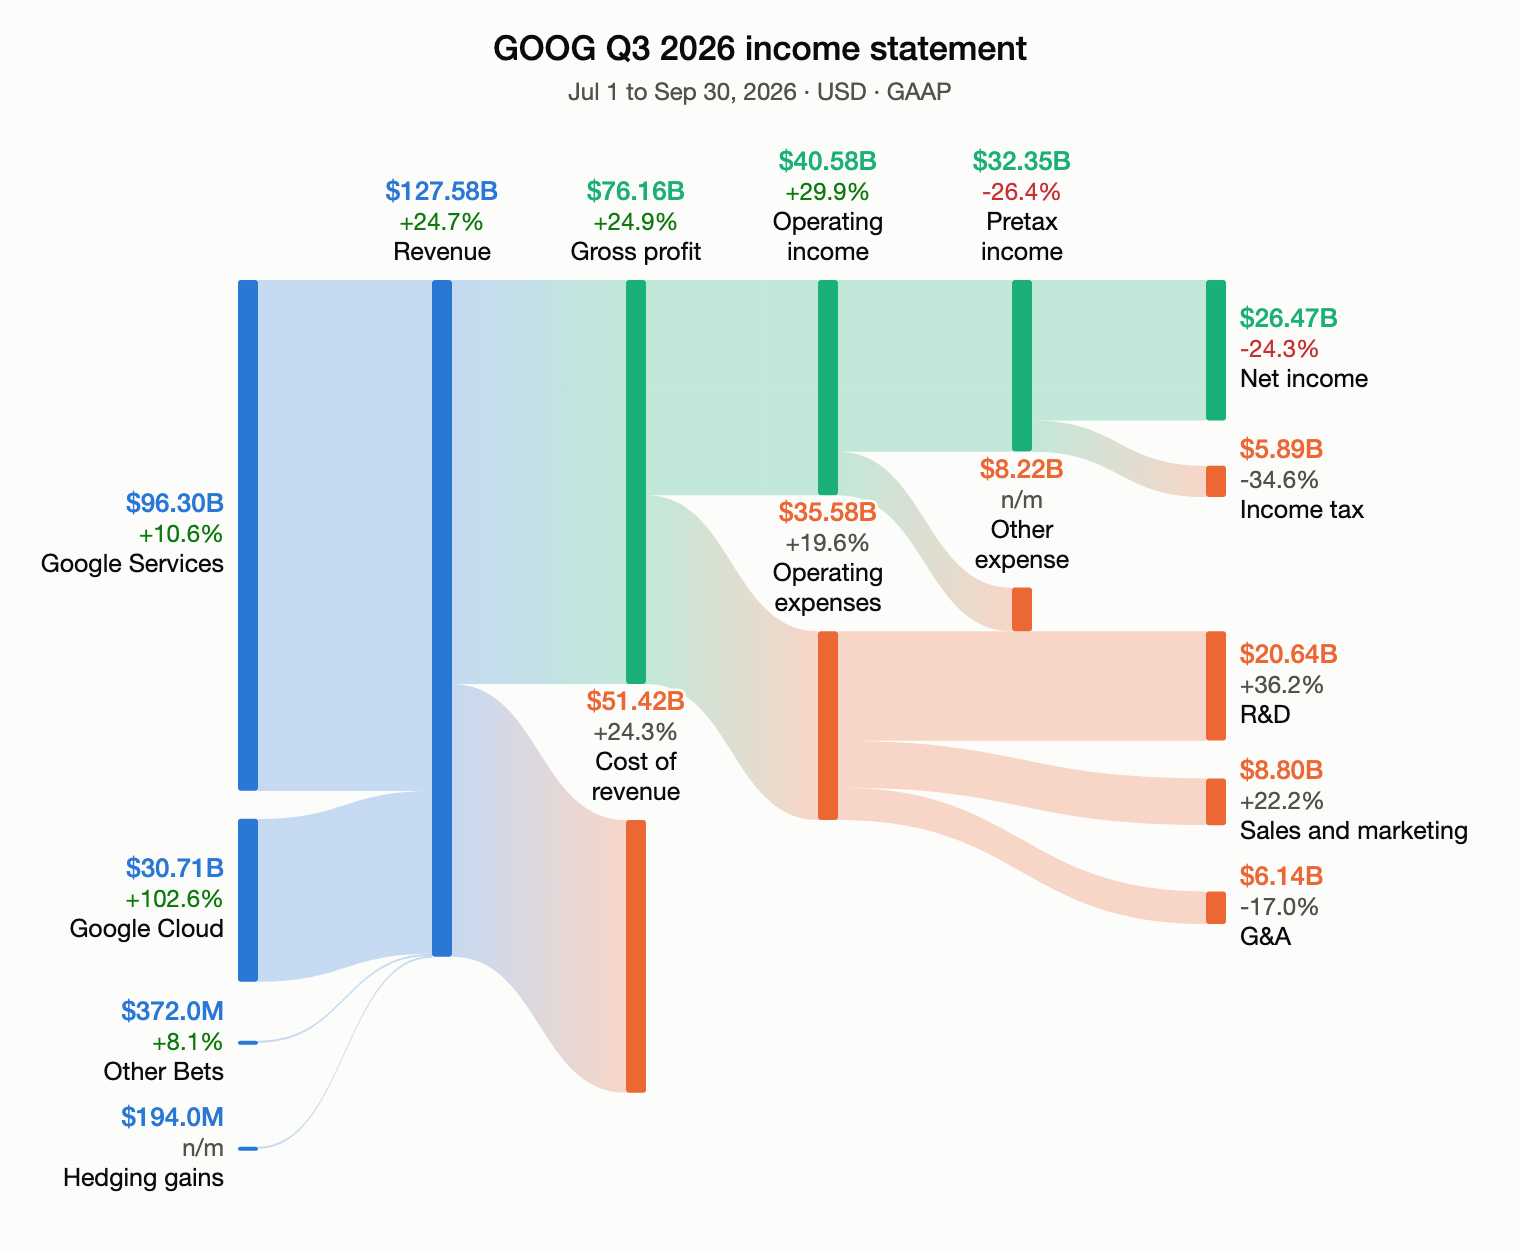 GOOG Q3 2026 income statement
Jul 1 to Sep 30, 2026 · USD · GAAP
$127.58B
+24.7%
Revenue
$76.16B
+24.9%
Gross profit
$40.58B
+29.9%
Operating
income
$32.35B
-26.4%
Pretax
income
$26.47B
-24.3%
Net income
$5.89B
-34.6%
Income tax
$8.22B
n/m
Other
expense
$35.58B
+19.6%
Operating
expenses
$96.30B
+10.6%
Google Services
$20.64B
+36.2%
R&D
$51.42B
+24.3%
Cost of
revenue
$8.80B
+22.2%
Sales and marketing
$30.71B
+102.6%
Google Cloud
$6.14B
-17.0%
G&A
$372.0M
+8.1%
Other Bets
$194.0M
n/m
Hedging gains